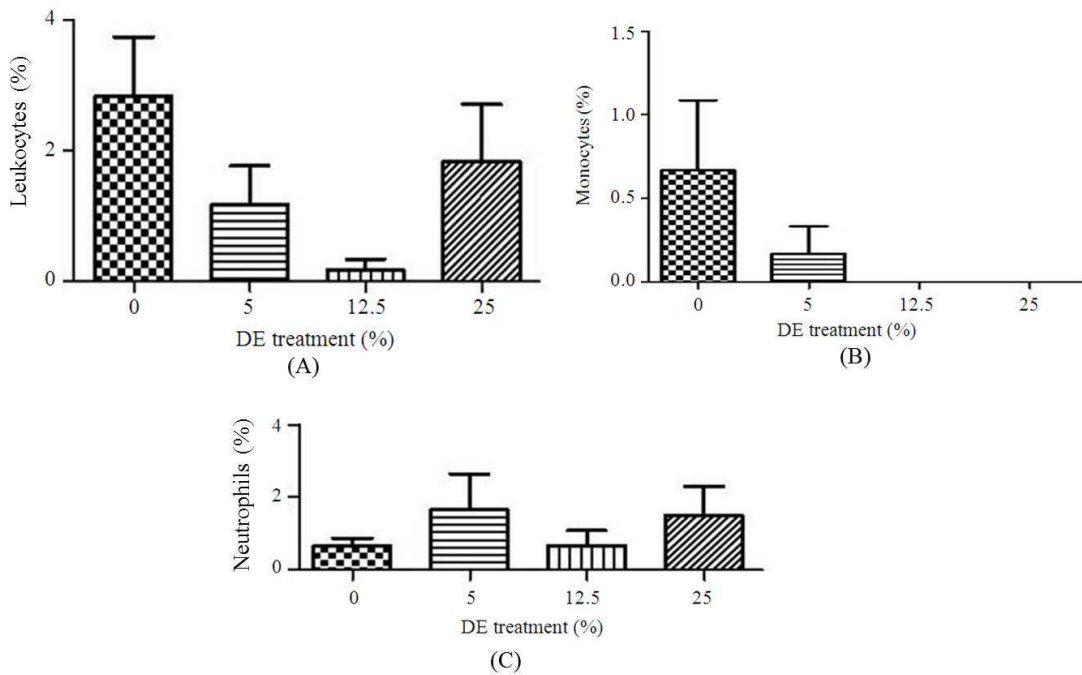 Leukocytes (%)
4
2
0
0 5 12.5 25
DE treatment (%)
(A)
Monocytes (%)
1.5
1.0
0.5
0.0
0 5 12.5 25
DE treatment (%)
(B)
Neutrophils (%)
4
2
0
0 5 12.5 25
DE treatment (%)
(C)